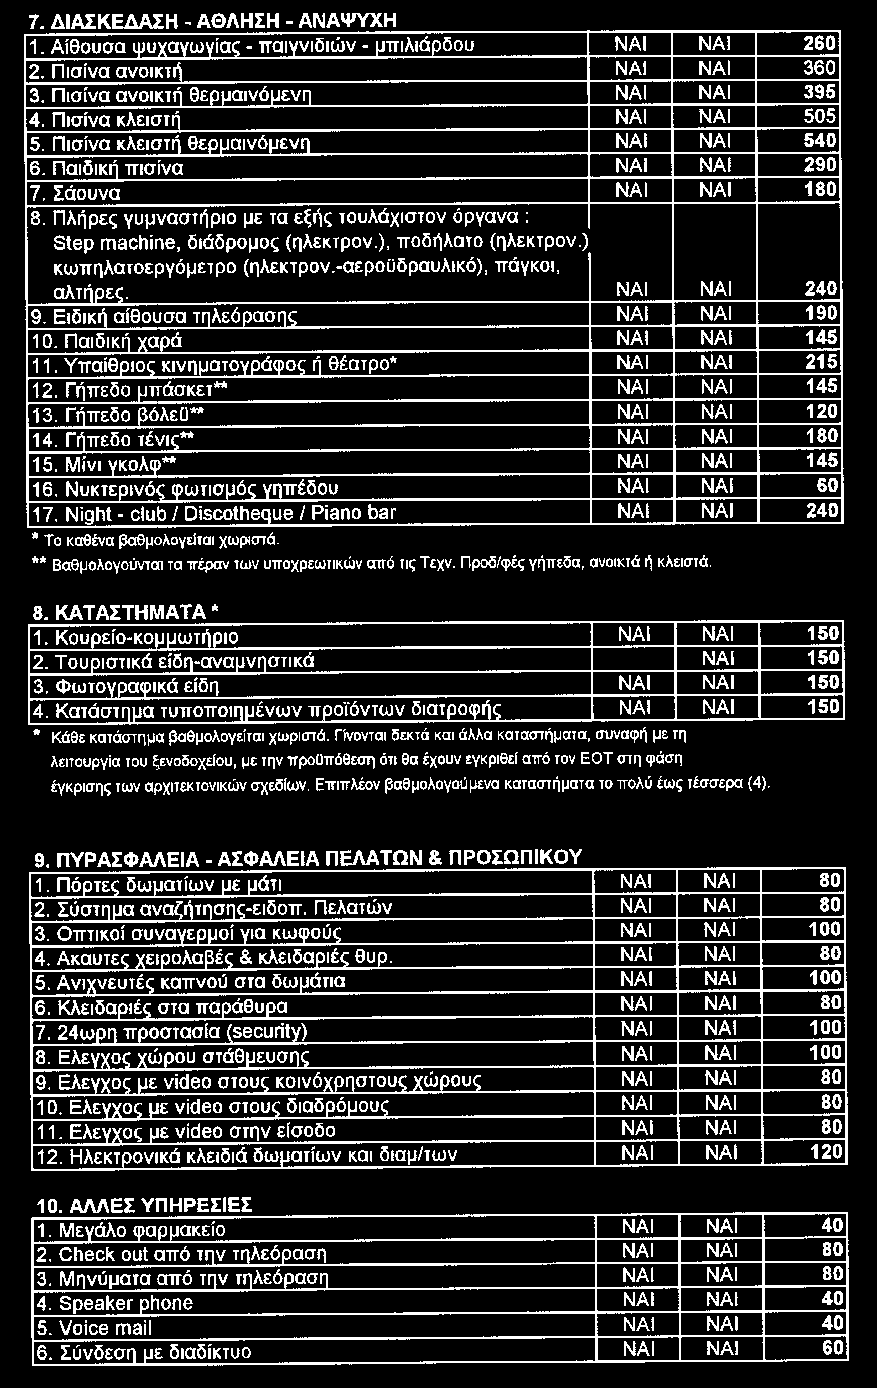 7. ΔΙΑΣΚΕΔΑΣΗ - ΑΘΛΗΣΗ - ΑΝΑΨΥΧΗ
1. Αίθουσα ψυχαγωγίας - παιγνιδιών - μπιλιάρδου ΝΑΙ ΝΑΙ 260
2. Πισίνα ανοικτή ΝΑΙ ΝΑΙ 360
3. Πισίνα ανοικτή θερμαινόμενη ΝΑΙ ΝΑΙ 395
4. Πισίνα κλειστή ΝΑΙ ΝΑΙ 505
5. Πισίνα κλειστή θερμαινόμενη ΝΑΙ ΝΑΙ 540
6. Παιδική πισίνα ΝΑΙ ΝΑΙ 290
7. Σάουνα ΝΑΙ ΝΑΙ 180
8. Πλήρες γυμναστήριο με τα εξής τουλάχιστον όργανα :
Step machine, διάδρομος (ηλεκτρον.), ποδήλατο (ηλεκτρον.)
κωπηλατοεργόμετρο (ηλεκτρον.-αεροϋδραυλικό), πάγκοι,
αλτήρες. ΝΑΙ ΝΑΙ 240
9. Ειδική αίθουσα τηλεόρασης ΝΑΙ ΝΑΙ 190
10. Παιδική χαρά ΝΑΙ ΝΑΙ 145
11. Υπαίθριος κινηματογράφος ή θέατρο* ΝΑΙ ΝΑΙ 215
12. Γήπεδο μπάσκετ** ΝΑΙ ΝΑΙ 145
13. Γήπεδο βόλεϋ** ΝΑΙ ΝΑΙ 120
14. Γήπεδο τένις** ΝΑΙ ΝΑΙ 180
15. Μίνι γκολφ** ΝΑΙ ΝΑΙ 145
16. Νυκτερινός φωτισμός γηπέδου ΝΑΙ ΝΑΙ 60
17. Night - club / Discotheque / Piano bar ΝΑΙ ΝΑΙ 240
* Το καθένα βαθμολογείται χωριστά.
** Βαθμολογούνται τα πέραν των υποχρεωτικών από τις Τεχν. Προδ/φές γήπεδα, ανοικτά ή κλειστά.
8. ΚΑΤΑΣΤΗΜΑΤΑ *
1. Κουρείο-κομμωτήριο ΝΑΙ ΝΑΙ 150
2. Τουριστικά είδη-αναμνηστικά ΝΑΙ 150
3. Φωτογραφικά είδη ΝΑΙ ΝΑΙ 150
4. Κατάστημα τυποποιημένων προϊόντων διατροφής ΝΑΙ ΝΑΙ 150
* Κάθε κατάστημα βαθμολογείται χωριστά. Γίνονται δεκτά και άλλα καταστήματα, συναφή με τη
λειτουργία του ξενοδοχείου, με την προϋπόθεση ότι θα έχουν εγκριθεί από τον ΕΟΤ στη φάση
έγκρισης των αρχιτεκτονικών σχεδίων. Επιπλέον βαθμολογούμενα καταστήματα το πολύ έως τέσσερα (4).
9. ΠΥΡΑΣΦΑΛΕΙΑ - ΑΣΦΑΛΕΙΑ ΠΕΛΑΤΩΝ & ΠΡΟΣΩΠΙΚΟΥ
1. Πόρτες δωματίων με μάτι ΝΑΙ ΝΑΙ 80
2. Σύστημα αναζήτησης-ειδοπ. Πελατών ΝΑΙ ΝΑΙ 80
3. Οπτικοί συναγερμοί για κωφούς ΝΑΙ ΝΑΙ 100
4. Ακαυτες χειρολαβές & κλειδαριές θυρ. ΝΑΙ ΝΑΙ 80
5. Ανιχνευτές καπνού στα δωμάτια ΝΑΙ ΝΑΙ 100
6. Κλειδαριές στα παράθυρα ΝΑΙ ΝΑΙ 80
7. 24ωρη προστασία (security) ΝΑΙ ΝΑΙ 100
8. Ελεγχος χώρου στάθμευσης ΝΑΙ ΝΑΙ 100
9. Ελεγχος με video στους κοινόχρηστους χώρους ΝΑΙ ΝΑΙ 80
10. Ελεγχος με video στους διαδρόμους ΝΑΙ ΝΑΙ 80
11. Ελεγχος με video στην είσοδο ΝΑΙ ΝΑΙ 80
12. Ηλεκτρονικά κλειδιά δωματίων και διαμ/των ΝΑΙ ΝΑΙ 120
10. ΑΛΛΕΣ ΥΠΗΡΕΣΙΕΣ
1. Μεγάλο φαρμακείο ΝΑΙ ΝΑΙ 40
2. Check out από την τηλεόραση ΝΑΙ ΝΑΙ 80
3. Μηνύματα από την τηλεόραση ΝΑΙ ΝΑΙ 80
4. Speaker phone ΝΑΙ ΝΑΙ 40
5. Voice mail ΝΑΙ ΝΑΙ 40
6. Σύνδεση με διαδίκτυο ΝΑΙ ΝΑΙ 60